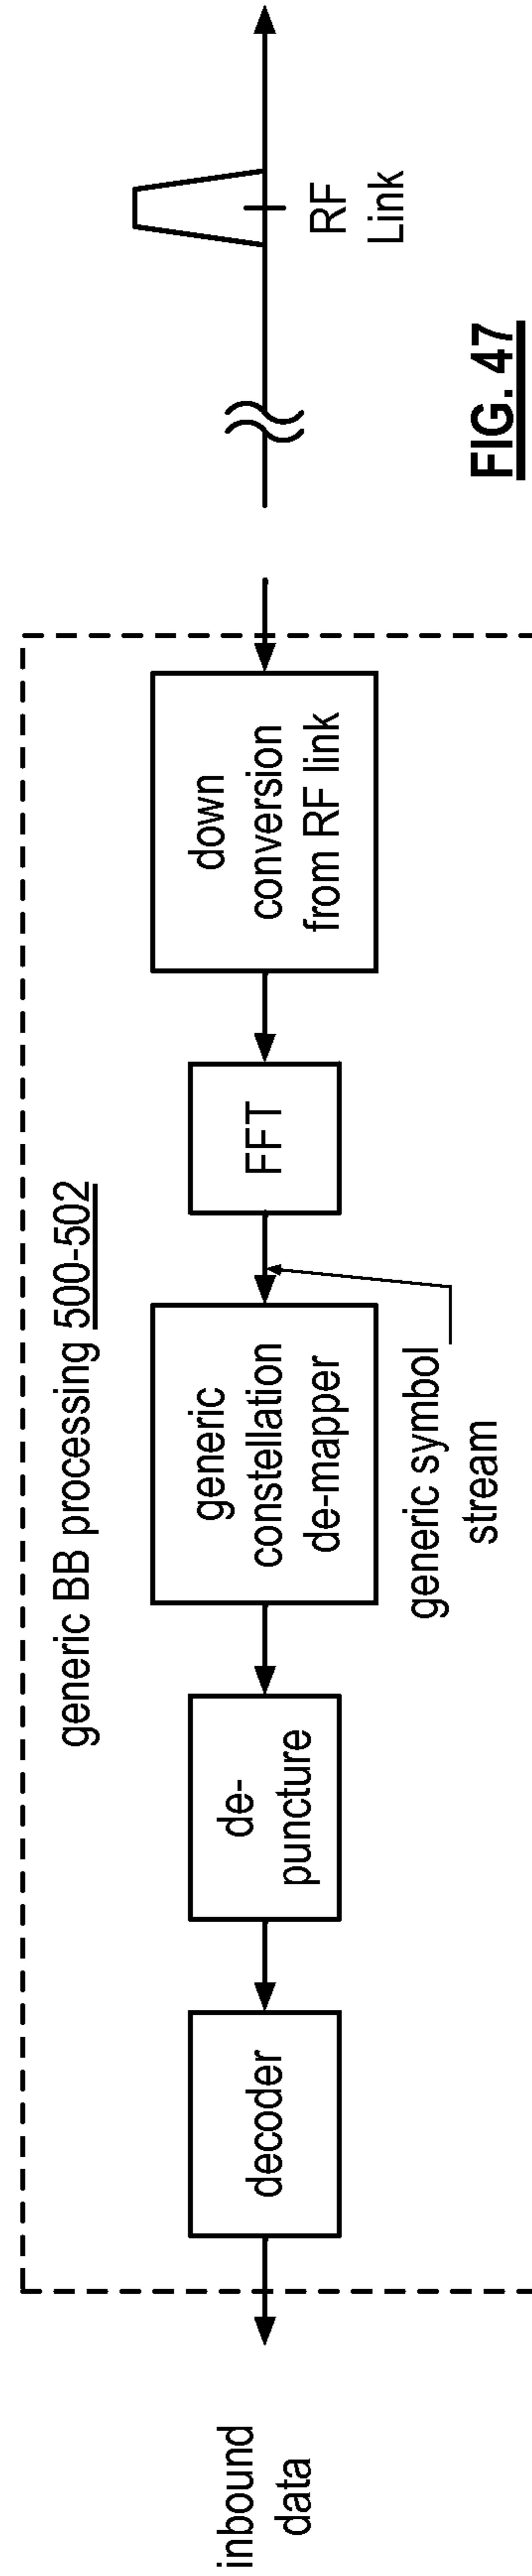 generic BB processing 500-502
inbound
data
decoder
de-
puncture
generic
constellation
de-mapper
generic symbol
stream
FFT
down
conversion
from RF link
RF
Link
FIG. 47